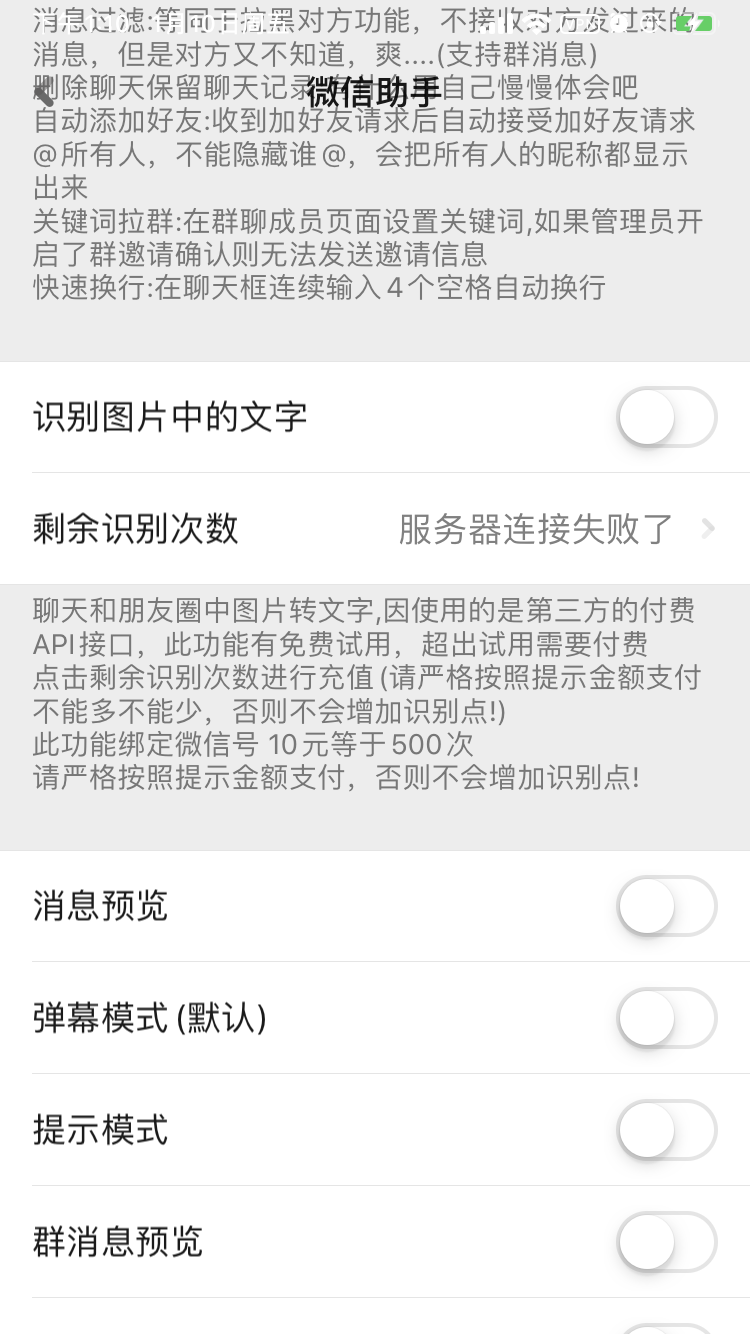 消息过滤:等同于拉黑对方功能，不接收对方发过来的
消息，但是对方又不知道，爽....(支持群消息)
删除聊天保留聊天记录
自己慢慢体会吧
微信助手
自动添加好友:收到加好友请求后自动接受加好友请求
@所有人，不能隐藏谁@，会把所有人的昵称都显示
出来
关键词拉群:在群聊成员页面设置关键词,如果管理员开
启了群邀请确认则无法发送邀请信息
快速换行:在聊天框连续输入4个空格自动换行
识别图片中的文字
剩余识别次数 服务器连接失败了
聊天和朋友圈中图片转文字,因使用的是第三方的付费
API接口，此功能有免费试用，超出试用需要付费
点击剩余识别次数进行充值(请严格按照提示金额支付
不能多不能少，否则不会增加识别点!)
此功能绑定微信号 10元等于500次
请严格按照提示金额支付，否则不会增加识别点!
消息预览
弹幕模式(默认)
提示模式
群消息预览